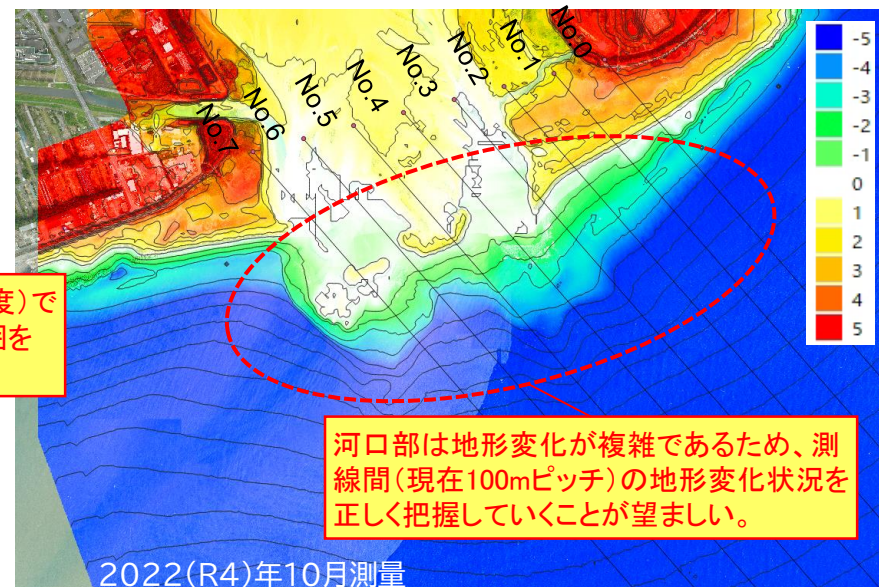 No.0
No.1
No.2
No.3
No.4
No.5
No.6
No.7
-5
-4
-3
-2
-1
0
1
2
3
4
5
度)で
囲を
河口部は地形変化が複雑であるため、測
線間(現在100mピッチ)の地形変化状況を
正しく把握していくことが望ましい。
2022(R4)年10月測量